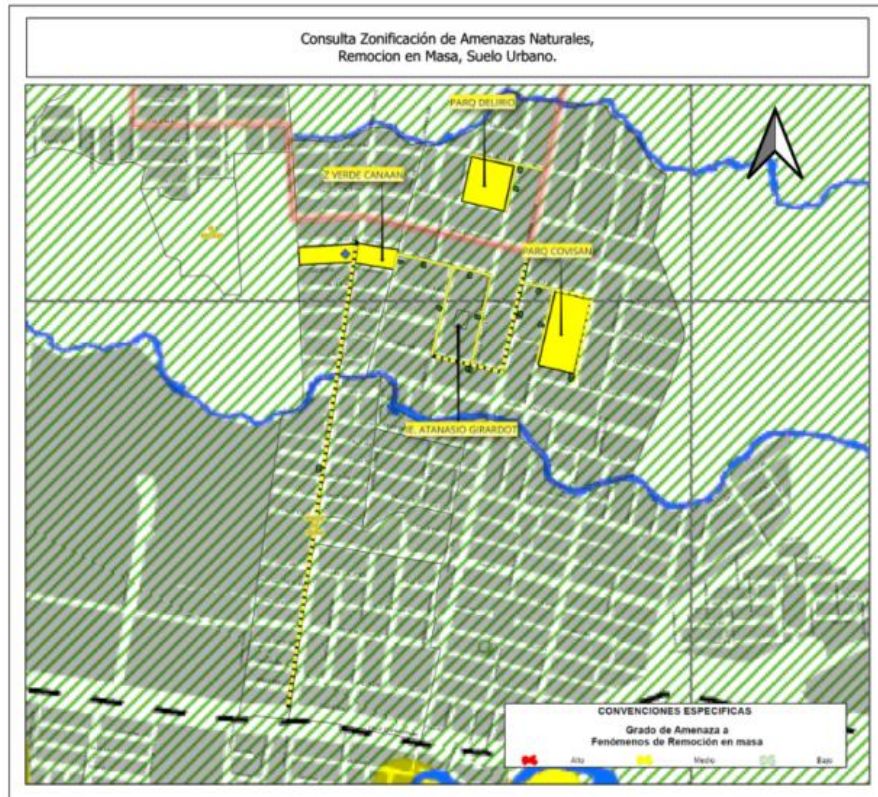 Consulta Zonificación de Amenazas Naturales,
Remocion en Masa, Suelo Urbano.
PARQ DELIRIO
Z VERDE CANAAN
PARQ COVISAN
IE. ATANASIO GIRARDOT
CONVENCIONES ESPECIFICAS
Grado de Amenaza a
Fenómenos de Remoción en masa
Alto Medio Bajo